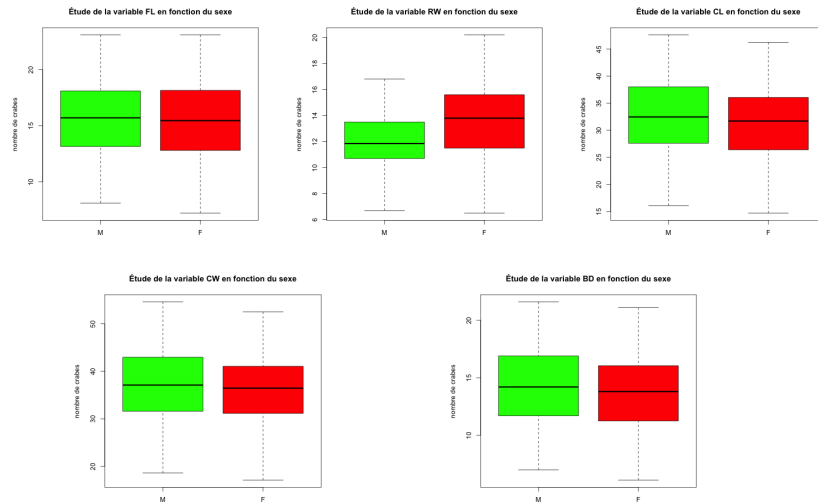 Étude de la variable FL en fonction du sexe
nombre de crabes
10 15 20
M F
Étude de la variable RW en fonction du sexe
nombre de crabes
6 8 10 12 14 16 18 20
M F
Étude de la variable CL en fonction du sexe
nombre de crabes
15 20 25 30 35 40 45
M F
Étude de la variable CW en fonction du sexe
nombre de crabes
20 30 40 50
M F
Étude de la variable BD en fonction du sexe
nombre de crabes
10 15 20
M F